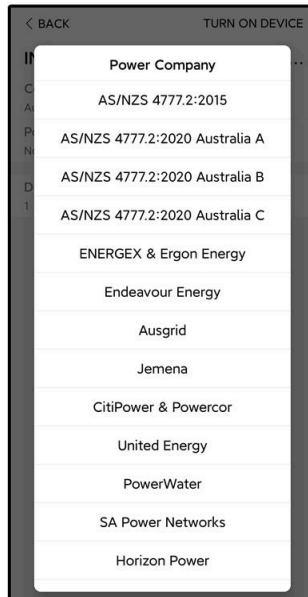 BACK
TURN ON DEVICE
Power Company
AS/NZS 4777.2:2015
AS/NZS 4777.2:2020 Australia A
AS/NZS 4777.2:2020 Australia B
AS/NZS 4777.2:2020 Australia C
ENERGEX & Ergon Energy
Endeavour Energy
Ausgrid
Jemena
CitiPower & Powercor
United Energy
PowerWater
SA Power Networks
Horizon Power
1